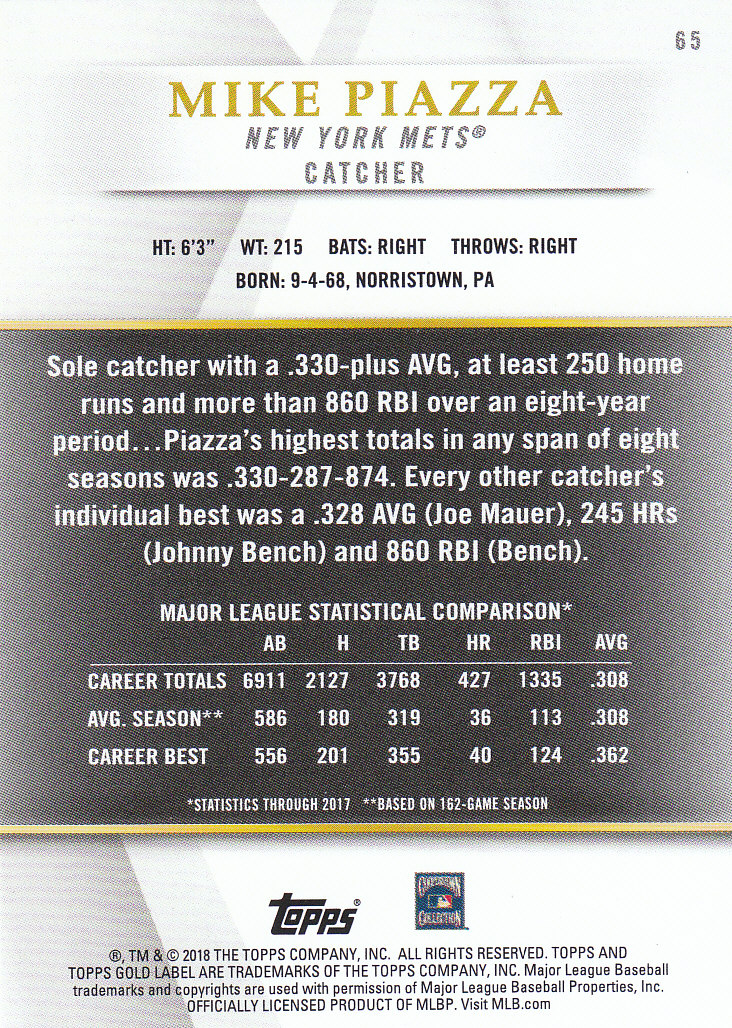 65
MIKE PIAZZA
NEW YORK METS®
CATCHER
HT: 6'3" WT: 215 BATS: RIGHT THROWS: RIGHT
BORN: 9-4-68, NORRISTOWN, PA
Sole catcher with a .330-plus AVG, at least 250 home
runs and more than 860 RBI over an eight-year
period...Piazza's highest totals in any span of eight
seasons was .330-287-874. Every other catcher's
individual best was a .328 AVG (Joe Mauer), 245 HRs
(Johnny Bench) and 860 RBI (Bench).
MAJOR LEAGUE STATISTICAL COMPARISON*
AB H TB HR RBI AVG
CAREER TOTALS 6911 2127 3768 427 1335 .308
AVG. SEASON** 586 180 319 36 113 .308
CAREER BEST 556 201 355 40 124 .362
*STATISTICS THROUGH 2017 **BASED ON 162-GAME SEASON
Topps®
COOPERSTOWN
COLLECTION
®, TM & © 2018 THE TOPPS COMPANY, INC. ALL RIGHTS RESERVED. TOPPS AND
TOPPS GOLD LABEL ARE TRADEMARKS OF THE TOPPS COMPANY, INC. Major League Baseball
trademarks and copyrights are used with permission of Major League Baseball Properties, Inc.
OFFICIALLY LICENSED PRODUCT OF MLBP. Visit MLB.com